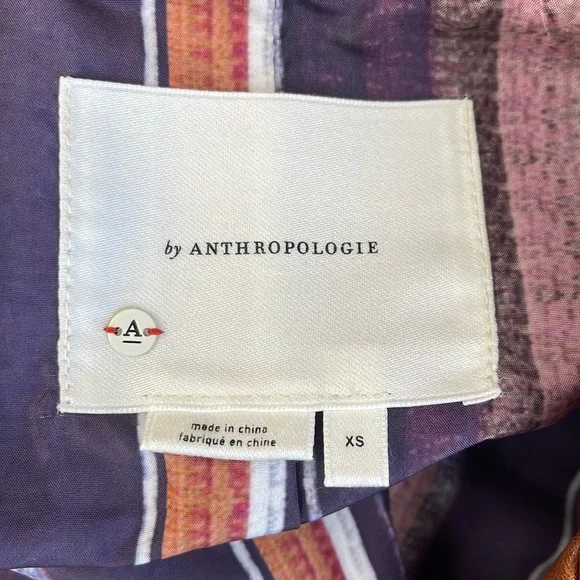 by ANTHROPOLOGIE
A
made in china
fabriqué en chine
XS